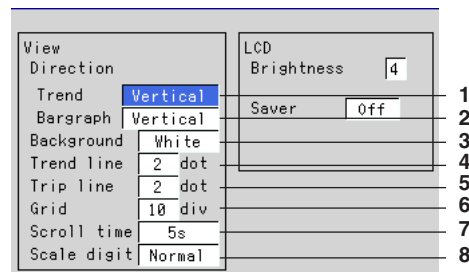 View
Direction
Trend Vertical
Bargraph Vertical
Background White
Trend line 2 dot
Trip line 2 dot
Grid 10 div
Scroll time 5s
Scale digit Normal
LCD
Brightness 4
Saver Off
1
2
3
4
5
6
7
8